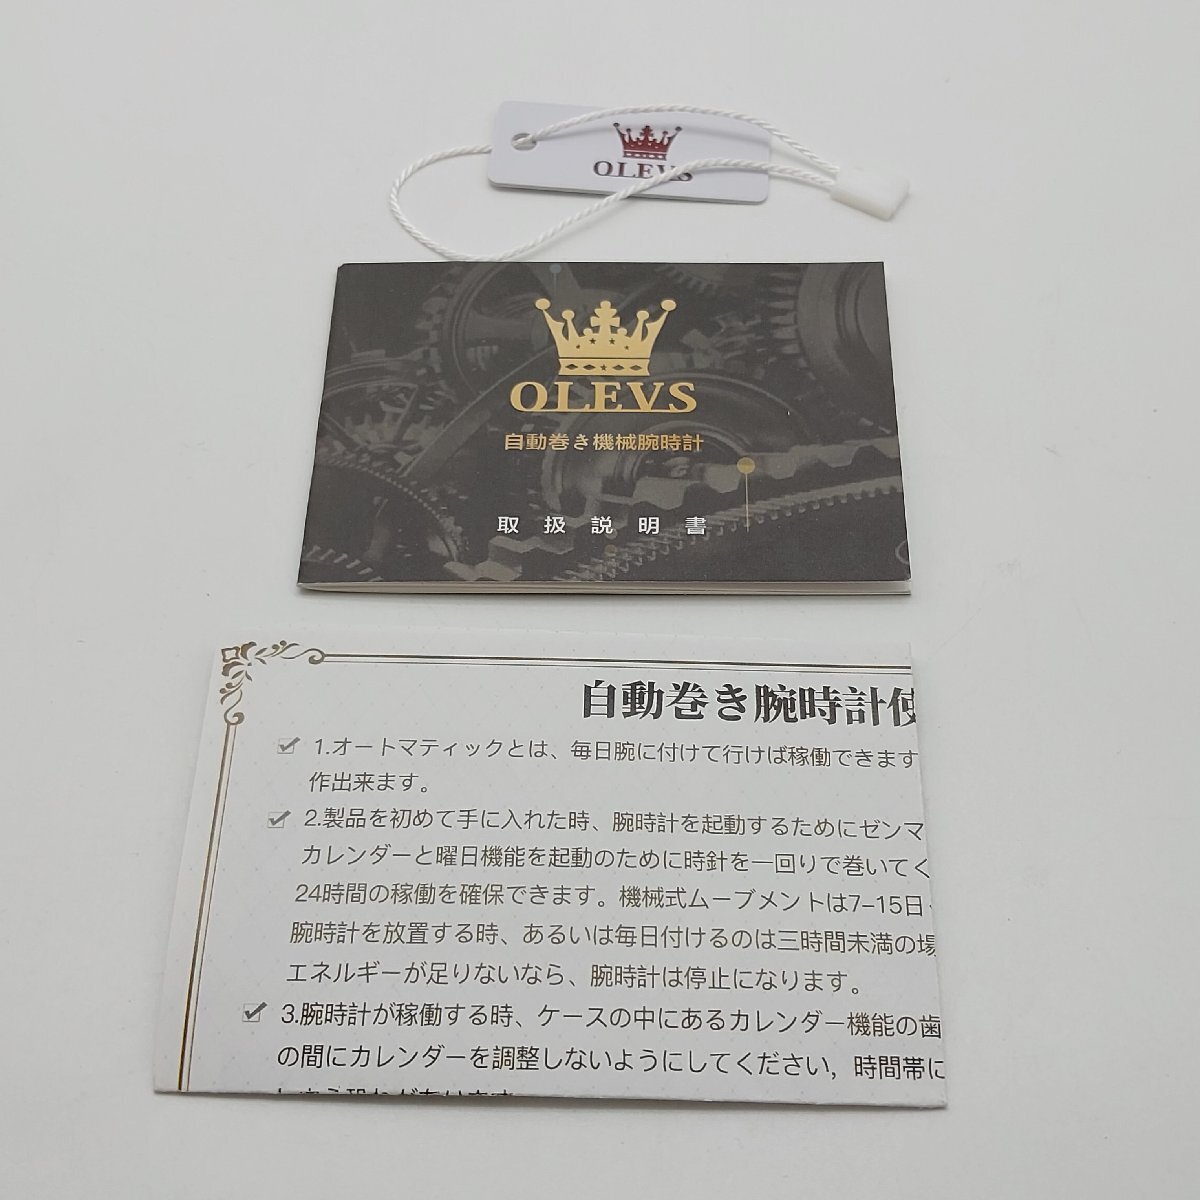 OLEVS
OLEVS
自動巻き機械腕時計
取扱説明書
自動巻き腕時計使
1.オートマティックとは、毎日腕に付けて行けば稼働できます
作出来ます。
2.製品を初めて手に入れた時、腕時計を起動するためにゼンマ
カレンダーと曜日機能を起動のために時針を一回りで巻いてく
24時間の稼働を確保できます。機械式ムーブメントは7–15日
腕時計を放置する時、あるいは毎日付けるのは三時間未満の場
エネルギーが足りないなら、腕時計は停止になります。
3.腕時計が稼働する時、ケースの中にあるカレンダー機能の歯
の間にカレンダーを調整しないようにしてください，時間帯に